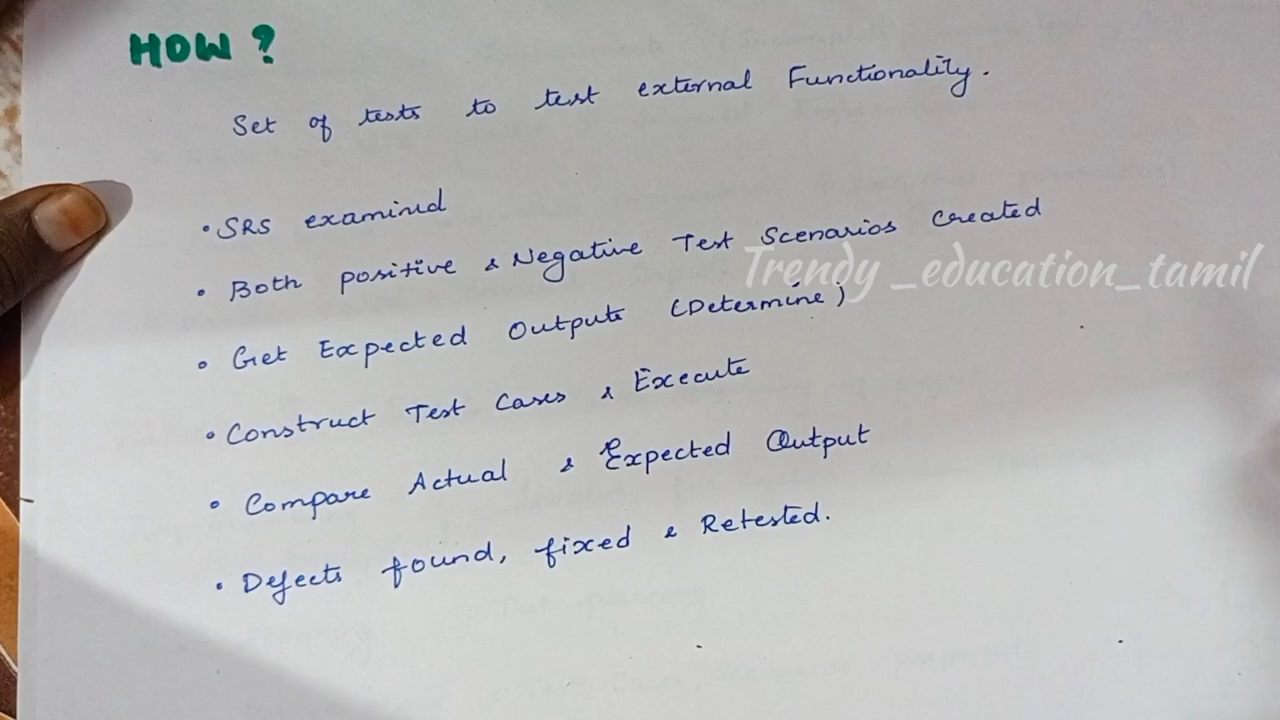 HOW ?
Set of tests to test external Functionality.
• SRS examined
• Both positive & Negative Test Scenarios created
Trendy_education_tamil
• Get Expected Outputs (Determine)
• Construct Test Cases & Execute
• Compare Actual & Expected Output
• Defects found, fixed & Retested.